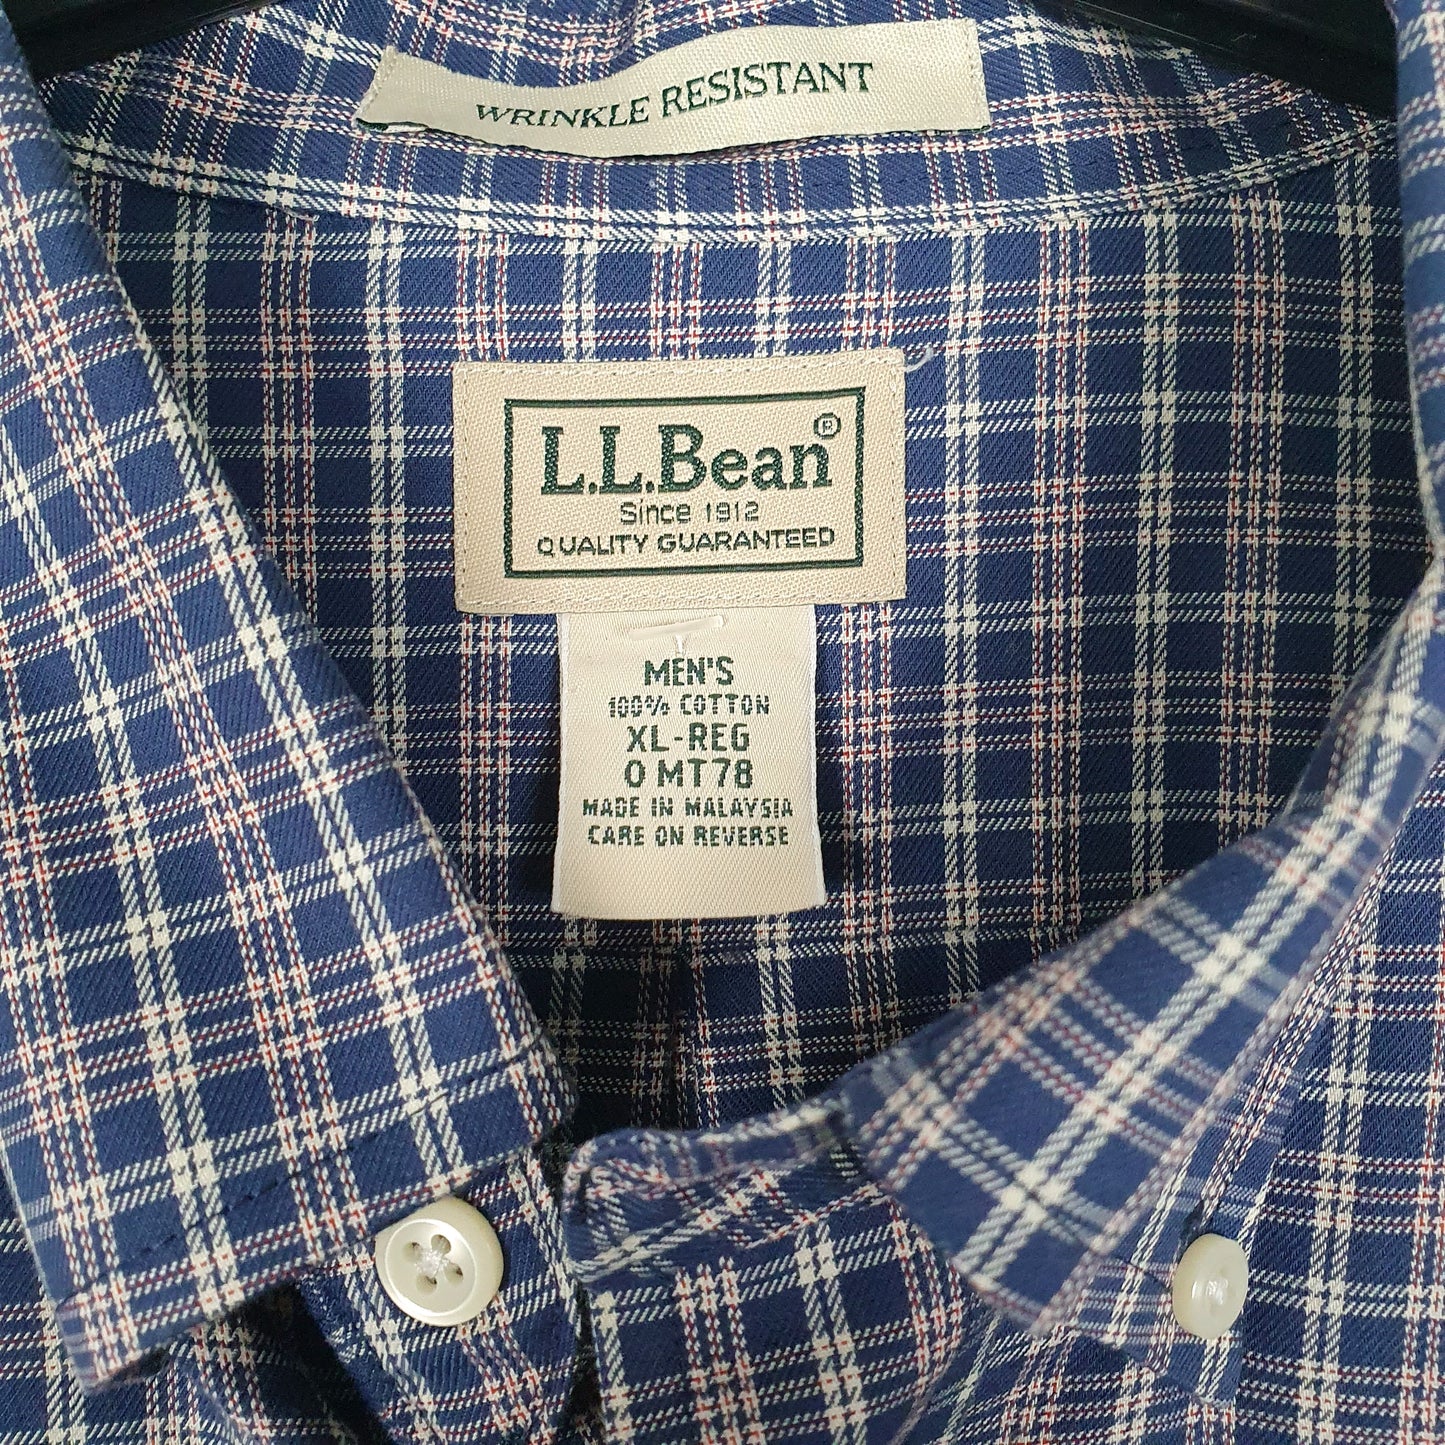 WRINKLE RESISTANT
L.L.Bean®
Since 1912
QUALITY GUARANTEED
MEN'S
100% COTTON
XL-REG
0 MT78
MADE IN MALAYSIA
CARE ON REVERSE